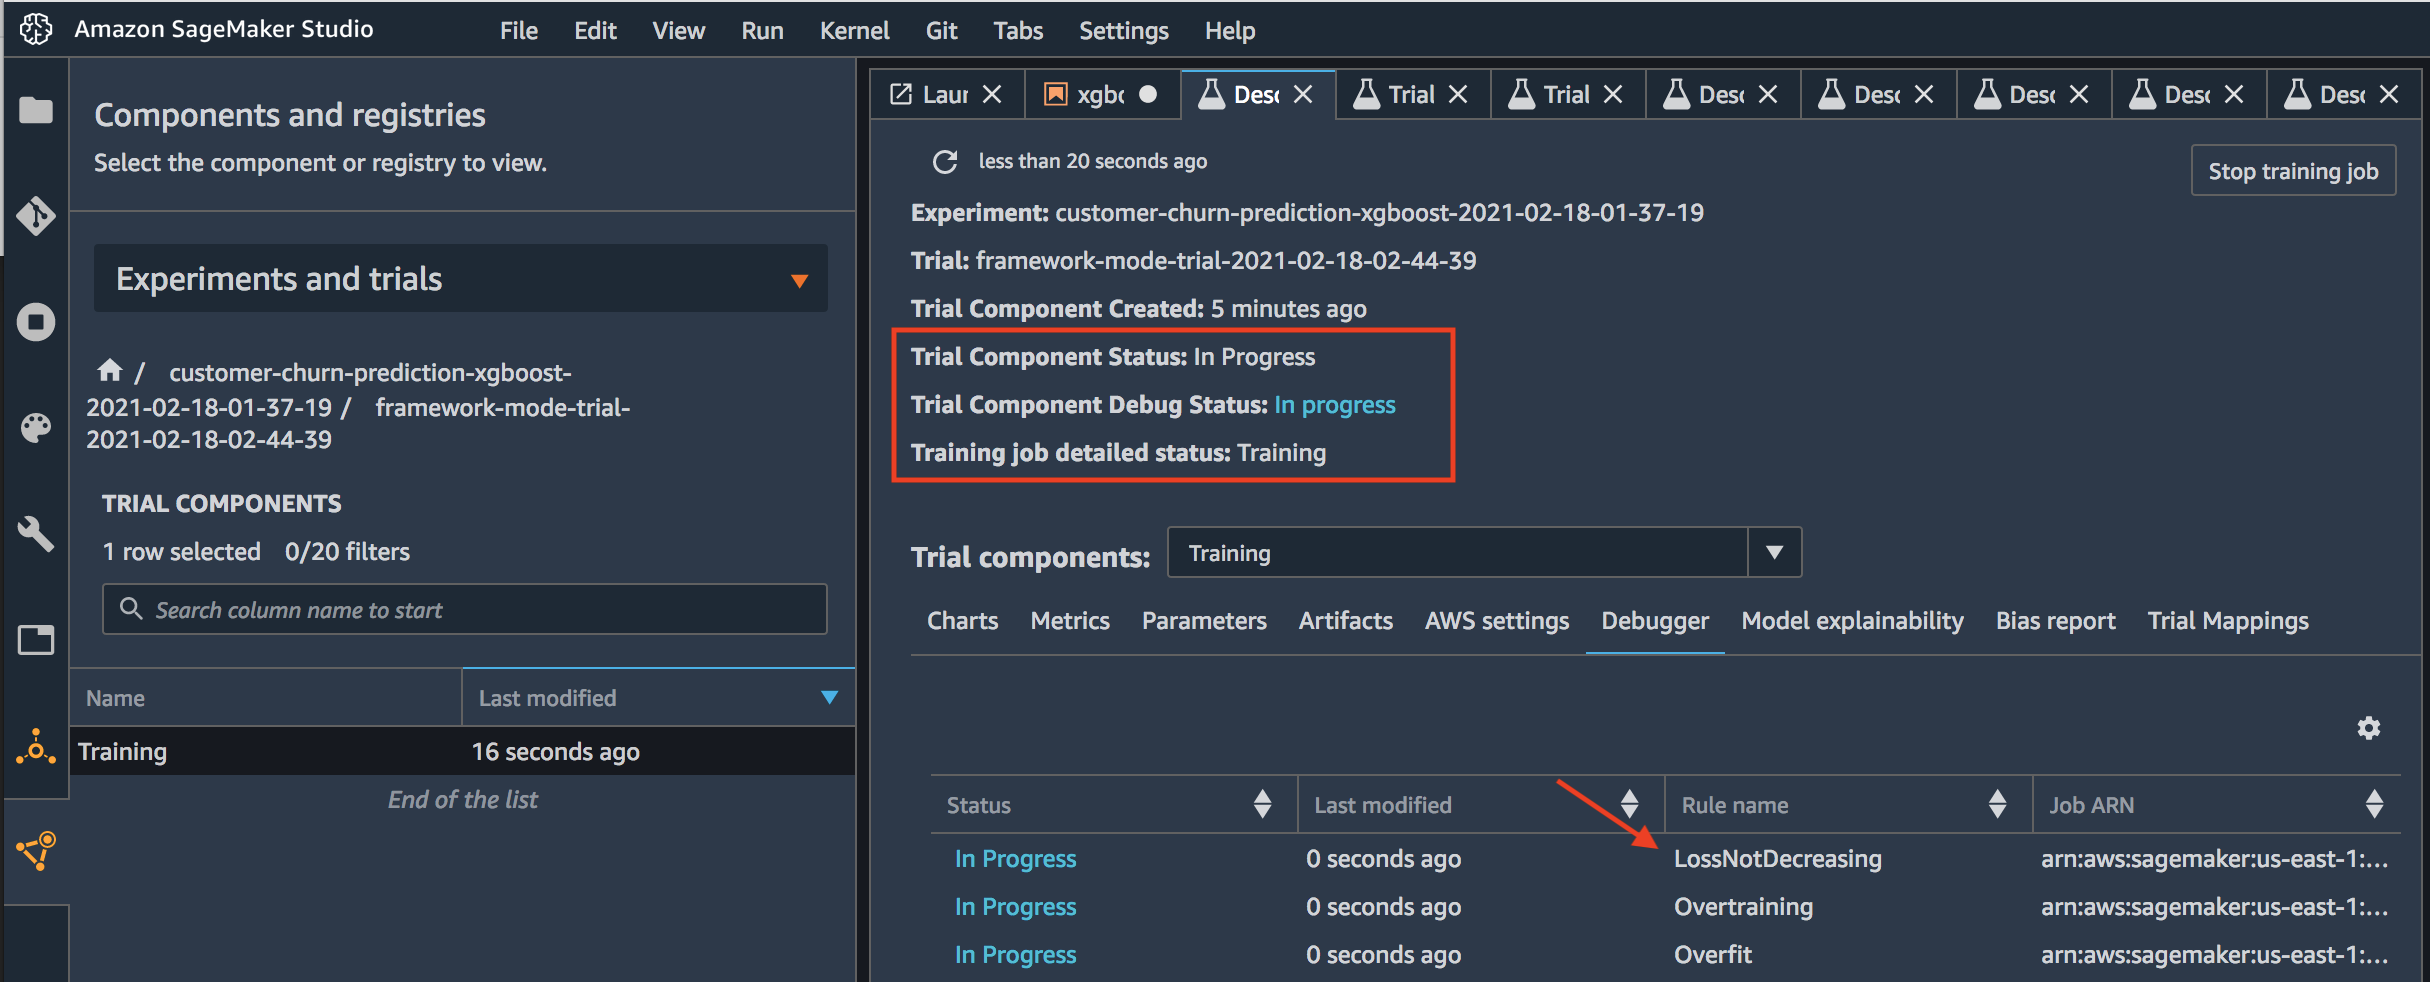 Amazon SageMaker Studio File Edit View Run Kernel Git Tabs Settings Help
Components and registries
Select the component or registry to view.
Experiments and trials
/ customer-churn-prediction-xgboost-
2021-02-18-01-37-19 / framework-mode-trial-
2021-02-18-02-44-39
TRIAL COMPONENTS
1 row selected 0/20 filters
Search column name to start
Name Last modified
Training 16 seconds ago
End of the list
Laur xgbc Desc Trial Trial Desc Desc Desc Desc Desc
less than 20 seconds ago
Stop training job
Experiment: customer-churn-prediction-xgboost-2021-02-18-01-37-19
Trial: framework-mode-trial-2021-02-18-02-44-39
Trial Component Created: 5 minutes ago
Trial Component Status: In Progress
Trial Component Debug Status: In progress
Training job detailed status: Training
Trial components: Training
Charts Metrics Parameters Artifacts AWS settings Debugger Model explainability Bias report Trial Mappings
Status Last modified Rule name Job ARN
In Progress 0 seconds ago LossNotDecreasing arn:aws:sagemaker:us-east-1:...
In Progress 0 seconds ago Overtraining arn:aws:sagemaker:us-east-1:...
In Progress 0 seconds ago Overfit arn:aws:sagemaker:us-east-1:...